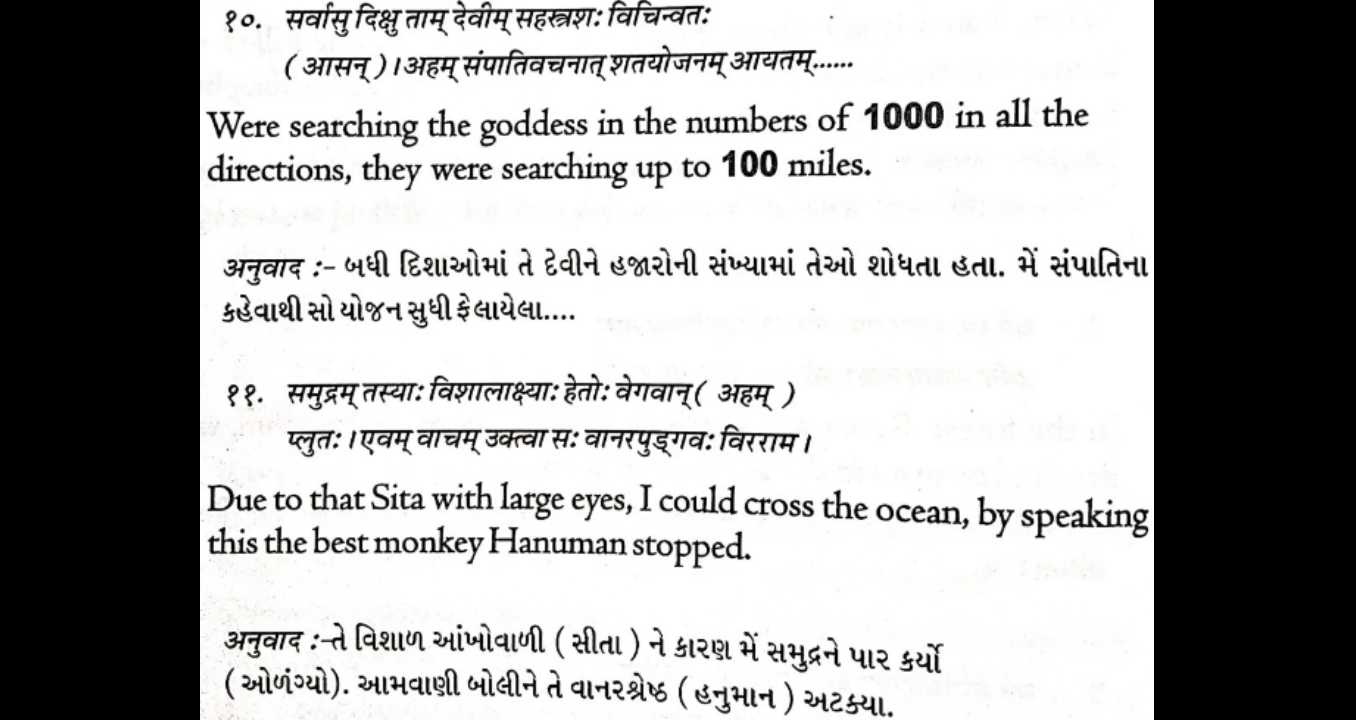 १०. सर्वासु दिक्षु ताम् देवीम् सहस्त्रशः विचिन्वतः
( आसन् ) । अहम् संपातिवचनात् शतयोजनम् आयतम्......
Were searching the goddess in the numbers of 1000 in all the
directions, they were searching up to 100 miles.
अनुवाद :- બધી દિશાઓમાં તે દેવીને હજારોની સંખ્યામાં તેઓ શોધતા હતા. મેં સંપાતિના
કહેવાથી સો યોજન સુધી ફેલાયેલા....
११. समुद्रम् तस्याः विशालाक्ष्याः हेतोः वेगवान् ( अहम् )
प्लुतः । एवम् वाचम् उक्त्वा सः वानरपुङ्गवः विरराम ।
Due to that Sita with large eyes, I could cross the ocean, by speaking
this the best monkey Hanuman stopped.
अनुवाद :-તે વિશાળ આંખોવાળી ( સીતા ) ને કારણ મેં સમુદ્રને પાર કર્યો
( ઓળંગ્યો). આમવાણી બોલીને તે વાનરશ્રેષ્ઠ ( હનુમાન ) અટક્યા.